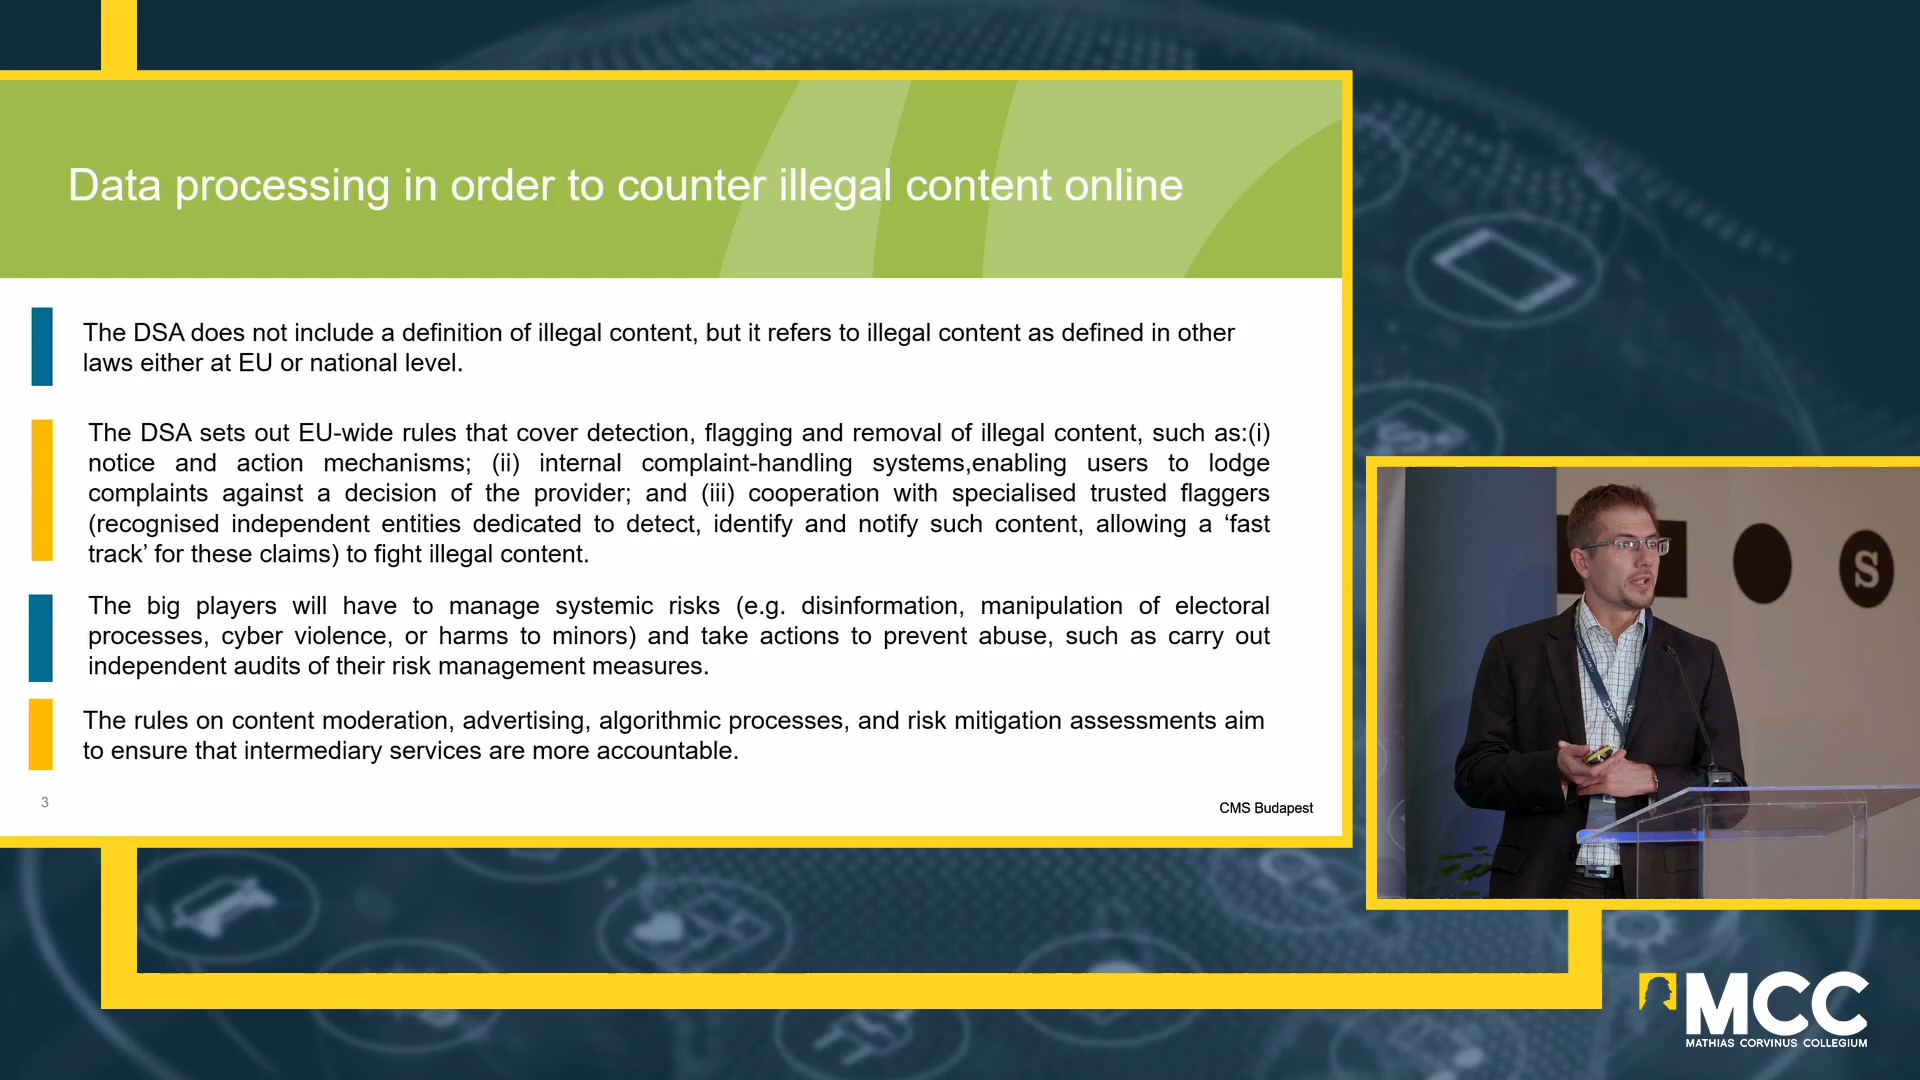 Data processing in order to counter illegal content online
The DSA does not include a definition of illegal content, but it refers to illegal content as defined in other
laws either at EU or national level.
The DSA sets out EU-wide rules that cover detection, flagging and removal of illegal content, such as:(i)
notice and action mechanisms; (ii) internal complaint-handling systems,enabling users to lodge
complaints against a decision of the provider; and (iii) cooperation with specialised trusted flaggers
(recognised independent entities dedicated to detect, identify and notify such content, allowing a ‘fast
track’ for these claims) to fight illegal content.
The big players will have to manage systemic risks (e.g. disinformation, manipulation of electoral
processes, cyber violence, or harms to minors) and take actions to prevent abuse, such as carry out
independent audits of their risk management measures.
The rules on content moderation, advertising, algorithmic processes, and risk mitigation assessments aim
to ensure that intermediary services are more accountable.
3
CMS Budapest
S
MCC
MCC
MATHIAS CORVINUS COLLEGIUM